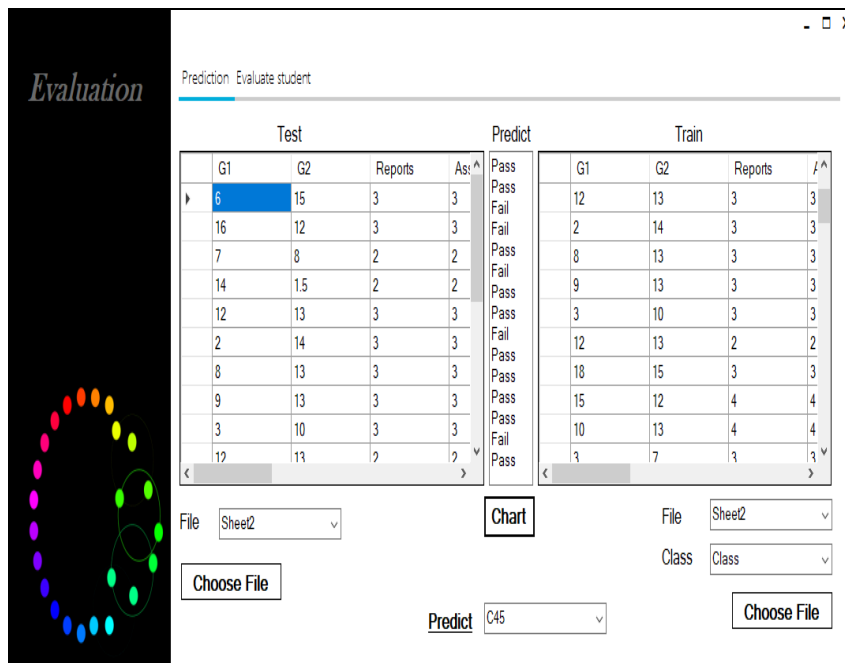 Evaluation
Prediction Evaluate student
Test Predict Train
G1 G2 Reports Ass
6 15 3 3
16 12 3 3
7 8 2 2
14 1.5 2 2
12 13 3 3
2 14 3 3
8 13 3 3
9 13 3 3
3 10 3 3
12 13 2 2
Pass
Pass
Fail
Fail
Pass
Fail
Pass
Pass
Fail
Pass
Pass
Pass
Pass
Fail
Pass
G1 G2 Reports
12 13 3 3
2 14 3 3
8 13 3 3
9 13 3 3
3 10 3 3
12 13 2 2
18 15 3 3
15 12 4 4
10 13 4 4
3 7 3 3
File Sheet2
Choose File
Chart
File Sheet2
Class Class
Choose File
Predict C45